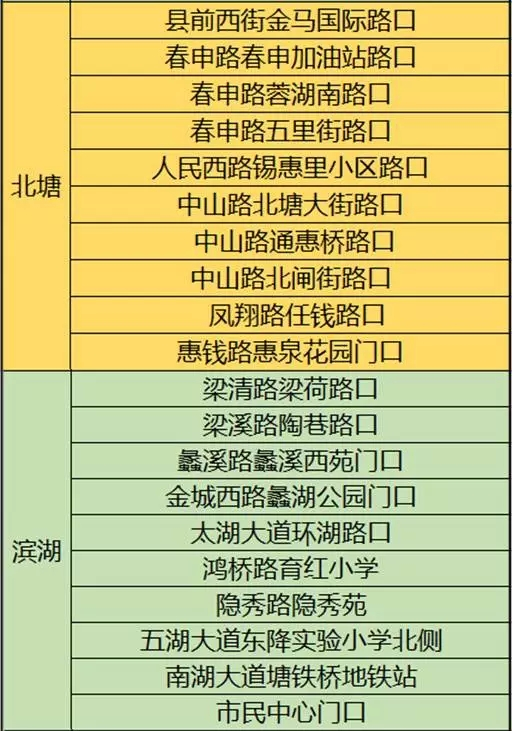 北塘
县前西街金马国际路口
春申路春申加油站路口
春申路蓉湖南路口
春申路五里街路口
人民西路锡惠里小区路口
中山路北塘大街路口
中山路通惠桥路口
中山路北闸街路口
凤翔路任钱路口
惠钱路惠泉花园门口
滨湖
梁清路梁荷路口
梁溪路陶巷路口
蠡溪路蠡溪西苑门口
金城西路蠡湖公园门口
太湖大道环湖路口
鸿桥路育红小学
隐秀路隐秀苑
五湖大道东降实验小学北侧
南湖大道塘铁桥地铁站
市民中心门口